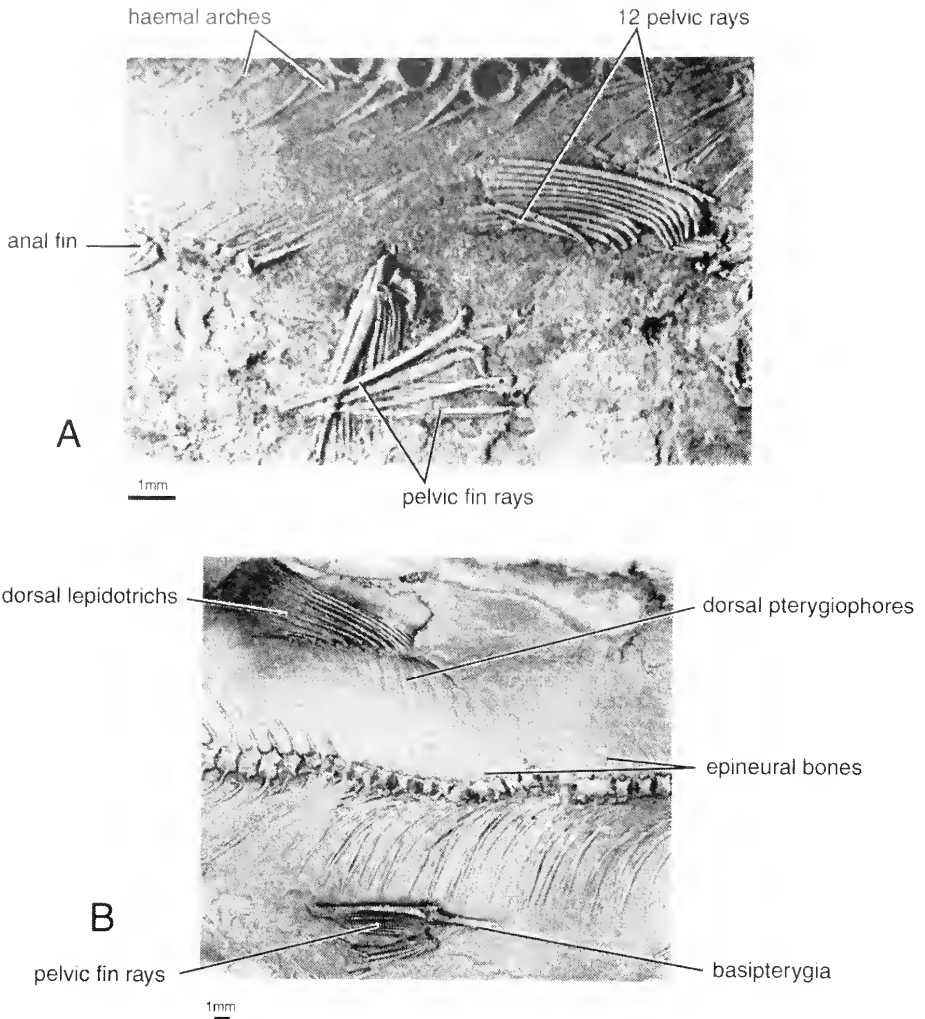 haemal arches
12 pelvic rays
anal fin
A
1mm
pelvic fin rays
dorsal lepidotrichs
dorsal pterygiophores
epineural bones
B
pelvic fin rays
basipterygia
1mm